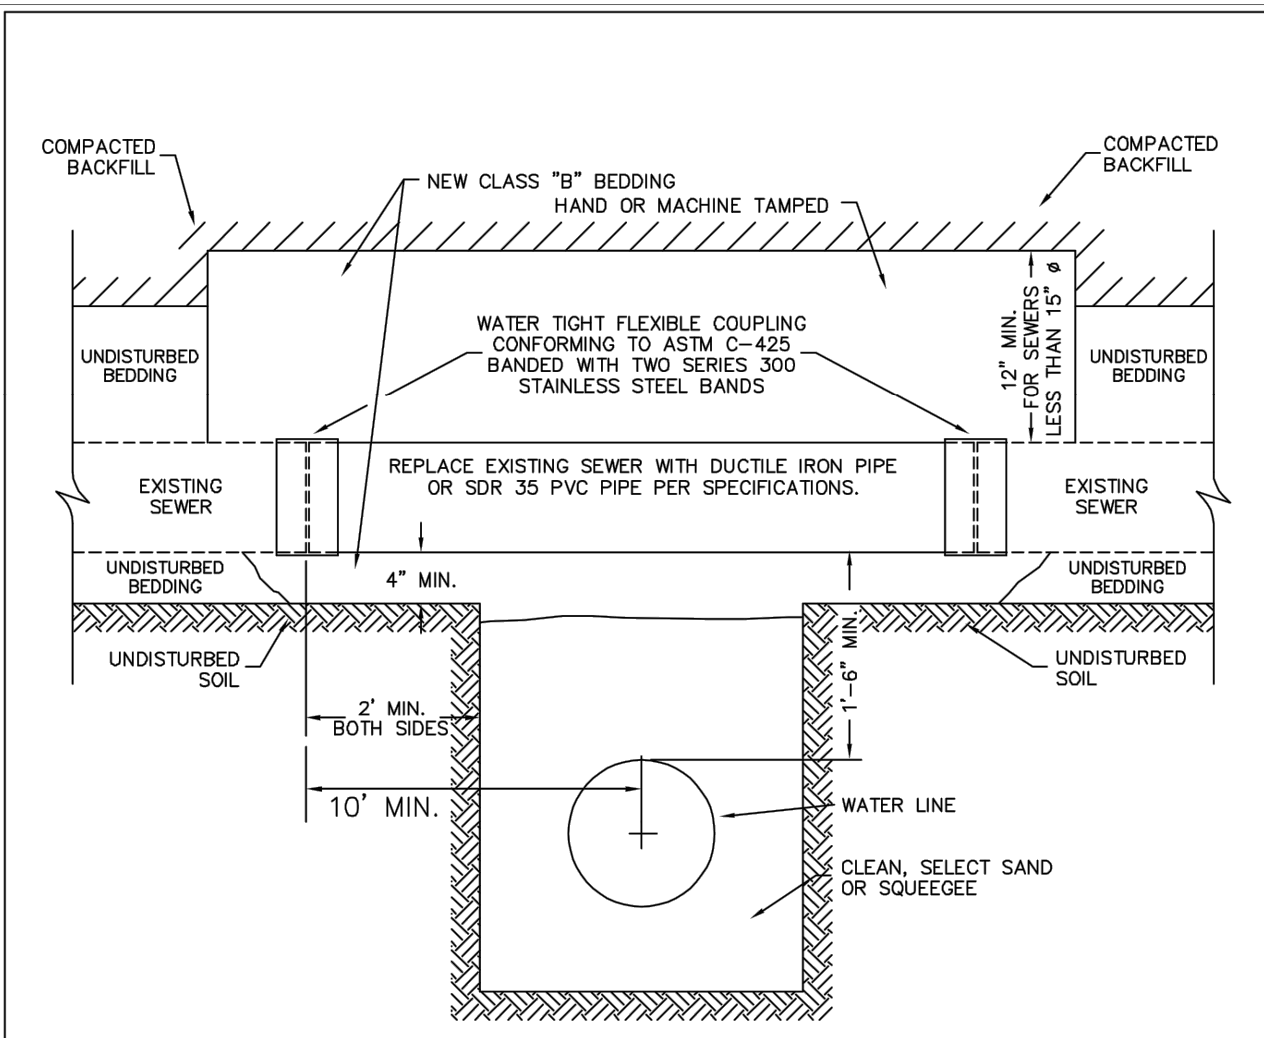 COMPACTED
BACKFILL
COMPACTED
BACKFILL
NEW CLASS "B" BEDDING
HAND OR MACHINE TAMPED
WATER TIGHT FLEXIBLE COUPLING
CONFORMING TO ASTM C-425
BANDED WITH TWO SERIES 300
STAINLESS STEEL BANDS
12" MIN.
FOR SEWERS
LESS THAN 15" ø
UNDISTURBED
BEDDING
UNDISTURBED
BEDDING
REPLACE EXISTING SEWER WITH DUCTILE IRON PIPE
OR SDR 35 PVC PIPE PER SPECIFICATIONS.
EXISTING
SEWER
EXISTING
SEWER
UNDISTURBED
BEDDING
4" MIN.
UNDISTURBED
BEDDING
UNDISTURBED
SOIL
1'-6" MIN.
UNDISTURBED
SOIL
2' MIN.
BOTH SIDES
10' MIN.
WATER LINE
CLEAN, SELECT SAND
OR SQUEEGEE